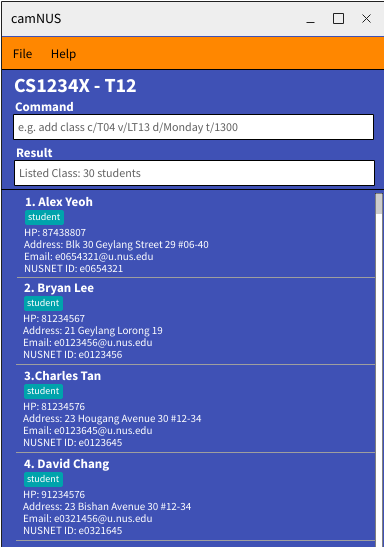 camNUS
File Help
CS1234X - T12
Command
e.g. add class c/T04 v/LT13 d/Monday t/1300
Result
Listed Class: 30 students
1. Alex Yeoh
student
HP: 87438807
Address: Blk 30 Geylang Street 29 #06-40
Email: e0654321@u.nus.edu
NUSNET ID: e0654321
2. Bryan Lee
student
HP: 81234567
Address: 21 Geylang Lorong 19
Email: e0123456@u.nus.edu
NUSNET ID: e0123456
3.Charles Tan
student
HP: 81234576
Address: 23 Hougang Avenue 30 #12-34
Email: e0123645@u.nus.edu
NUSNET ID: e0123645
4. David Chang
student
HP: 91234576
Address: 23 Bishan Avenue 30 #12-34
Email: e0321456@u.nus.edu
NUSNET ID: e0321645